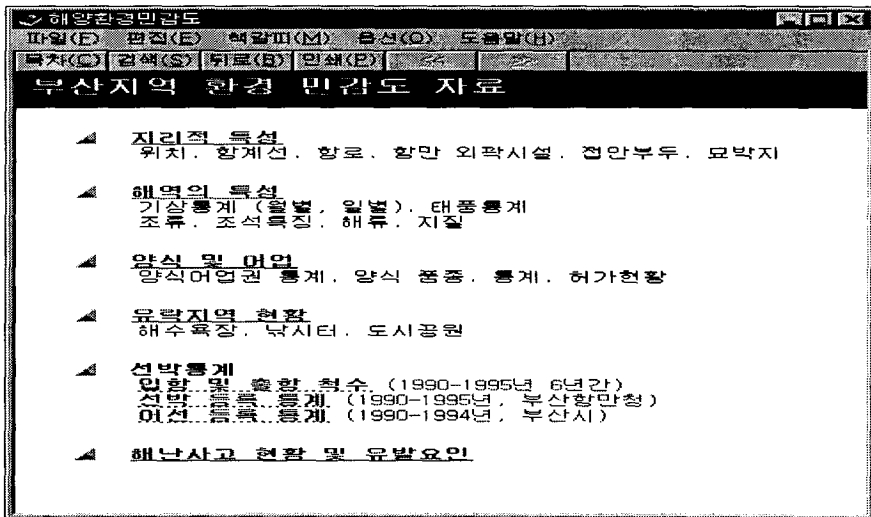 해양환경민감도
파일(F) 편집(E) 책갈피(M) 옵션(O) 도움말(H)
목차(C) 검색(S) 뒤로(B) 인쇄(P) << >>
부산지역 환경 민감도 자료
지리적 특성
위치, 항계선, 항로, 항만 외곽시설, 접안부두, 묘박지
해역의 특성
기상통계 (월별, 일별), 태풍통계
조류, 조석특징, 해류, 지질
양식 및 어업
양식어업권 통계, 양식 품종, 통계, 허가현황
유락지역 현황
해수욕장, 낚시터, 도시공원
선박통계
입항 및 출항 척수 (1990-1995년 6년간)
선박 등록 통계 (1990-1995년, 부산항만청)
어선 등록 통계 (1990-1994년, 부산시)
해난사고 현황 및 유발요인